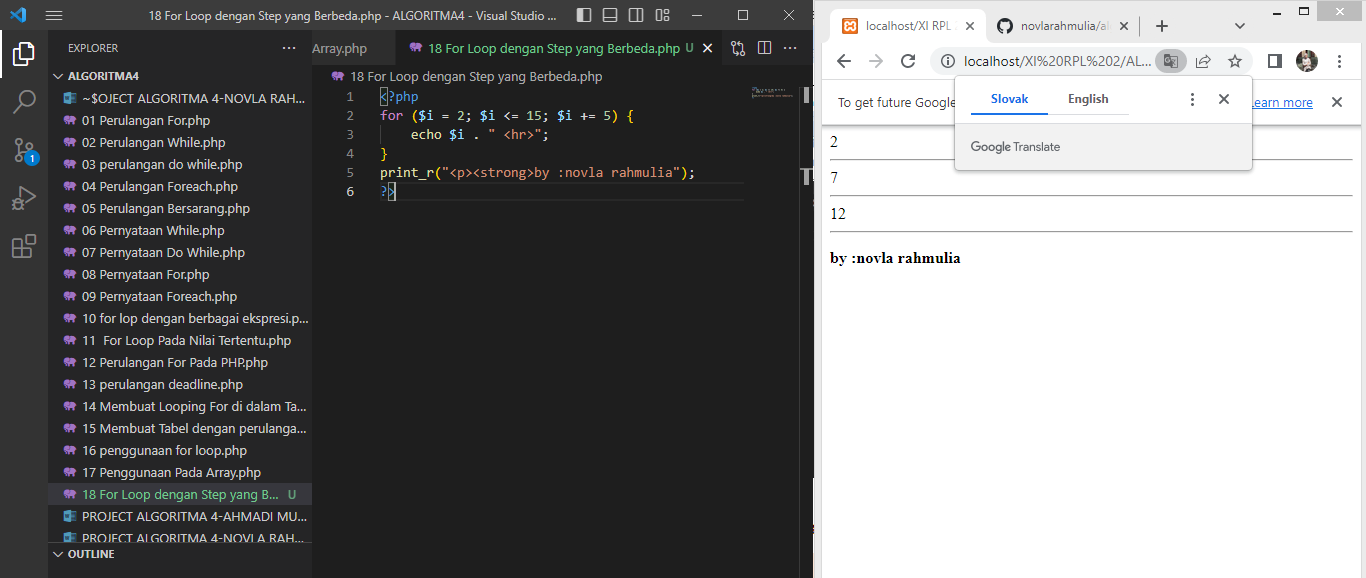 18 For Loop dengan Step yang Berbeda.php - ALGORITMA4 - Visual Studio ...
EXPLORER
ALGORITMA4
~$OJECT ALGORITMA 4-NOVLA RAH...
01 Perulangan For.php
02 Perulangan While.php
03 perulangan do while.php
04 Perulangan Foreach.php
05 Perulangan Bersarang.php
06 Pernyataan While.php
07 Pernyataan Do While.php
08 Pernyataan For.php
09 Pernyataan Foreach.php
10 for lop dengan berbagai ekspresi.p...
11 For Loop Pada Nilai Tertentu.php
12 Perulangan For Pada PHP.php
13 perulangan deadline.php
14 Membuat Looping For di dalam Ta...
15 Membuat Tabel dengan perulanga...
16 penggunaan for loop.php
17 Penggunaan Pada Array.php
18 For Loop dengan Step yang B... U
PROJECT ALGORITMA 4-AHMADI MU...
PROJECT ALGORITMA 4-NOVLA RAH...
OUTLINE
1
Array.php
18 For Loop dengan Step yang Berbeda.php U
18 For Loop dengan Step yang Berbeda.php
1 <?php
2 for ($i = 2; $i <= 15; $i += 5) {
3 echo $i . " <hr>";
4 }
5 print_r("<p><strong>by :novla rahmulia");
6 ?>
localhost/XI RPL
novlarahmulia/al
localhost/XI%20RPL%202/AL...
To get future Google
Learn more
Slovak
English
Google Translate
2
7
12
by :novla rahmulia